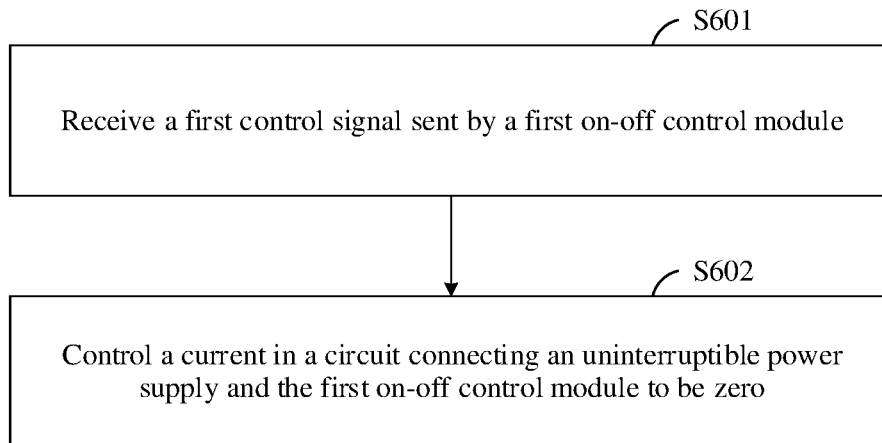 S601
Receive a first control signal sent by a first on-off control module
S602
Control a current in a circuit connecting an uninterruptible power
supply and the first on-off control module to be zero